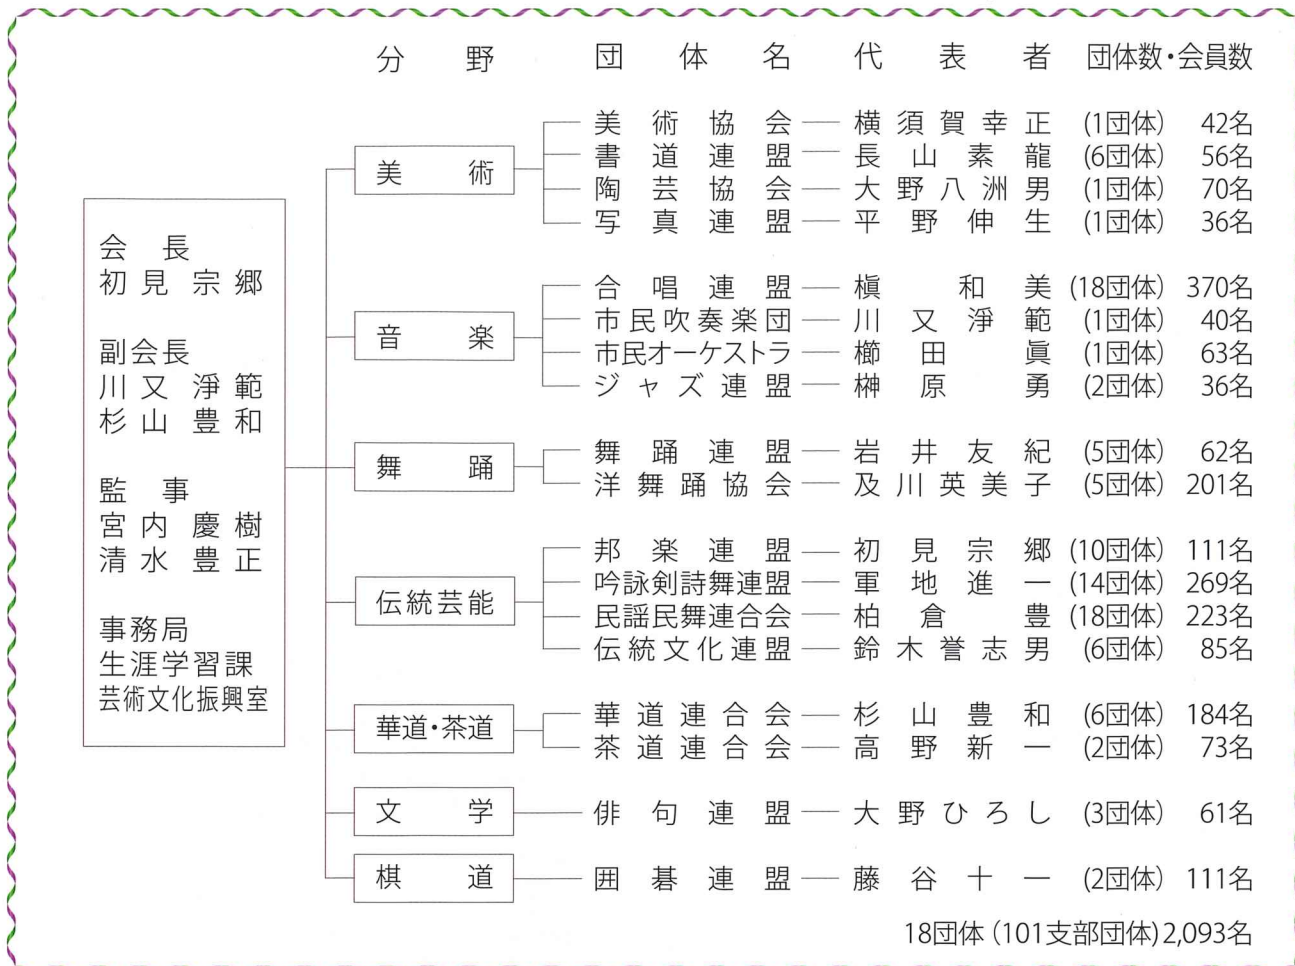 分野 団体名 代表者 団体数・会員数
会長
初見宗郷
副会長
川又淨範
杉山豊和
監事
宮内慶樹
清水豊正
事務局
生涯学習課
芸術文化振興室
美術
美術協会 横須賀幸正 (1団体) 42名
書道連盟 長山素龍 (6団体) 56名
陶芸協会 大野八洲男 (1団体) 70名
写真連盟 平野伸生 (1団体) 36名
音楽
合唱連盟 槇和美 (18団体) 370名
市民吹奏楽団 川又淨範 (1団体) 40名
市民オーケストラ 櫛田眞 (1団体) 63名
ジャズ連盟 榊原勇 (2団体) 36名
舞踊
舞踊連盟 岩井友紀 (5団体) 62名
洋舞踊協会 及川英美子 (5団体) 201名
伝統芸能
邦楽連盟 初見宗郷 (10団体) 111名
吟詠剣詩舞連盟 軍地進一 (14団体) 269名
民謡民舞連合会 柏倉豊 (18団体) 223名
伝統文化連盟 鈴木誉志男 (6団体) 85名
華道・茶道
華道連合会 杉山豊和 (6団体) 184名
茶道連合会 高野新一 (2団体) 73名
文学
俳句連盟 大野ひろし (3団体) 61名
棋道
囲碁連盟 藤谷十一 (2団体) 111名
18団体 (101支部団体) 2,093名